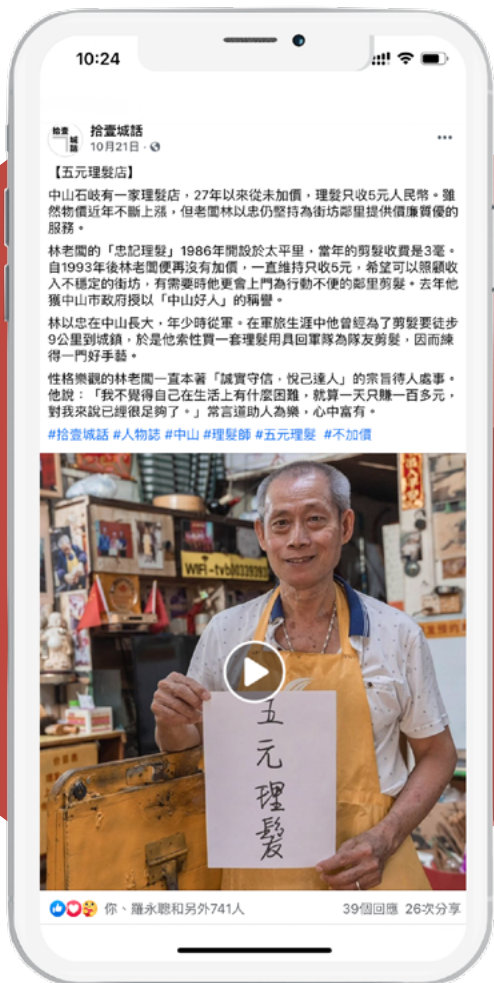 10:24
拾壹城話
拾壹城話
10月21日 ·
【五元理髮店】
中山石岐有一家理髮店，27年以來從未加價，理髮只收5元人民幣。雖
然物價近年不斷上漲，但老闆林以忠仍堅持為街坊鄰里提供價廉質優的
服務。
林老闆的「忠記理髮」1986年開設於太平里，當年的剪髮收費是3毫。
自1993年後林老闆便再沒有加價，一直維持只收5元，希望可以照顧收
入不穩定的街坊，有需要時他更會上門為行動不便的鄰里剪髮。去年他
獲中山市政府授以「中山好人」的稱譽。
林以忠在中山長大，年少時從軍。在軍旅生涯中他曾經為了剪髮要徒步
9公里到城鎮，於是他索性買一套理髮用具回軍隊為隊友剪髮，因而練
得一門好手藝。
性格樂觀的林老闆一直本著「誠實守信，悅己達人」的宗旨待人處事。
他說：「我不覺得自己在生活上有什麼困難，就算一天只賺一百多元，
對我來說已經很足夠了。」常言道助人為樂，心中富有。
#拾壹城話 #人物誌 #中山 #理髮師 #五元理髮 #不加價
五元理髮
你、羅永聰和另外741人
39個回應 26次分享